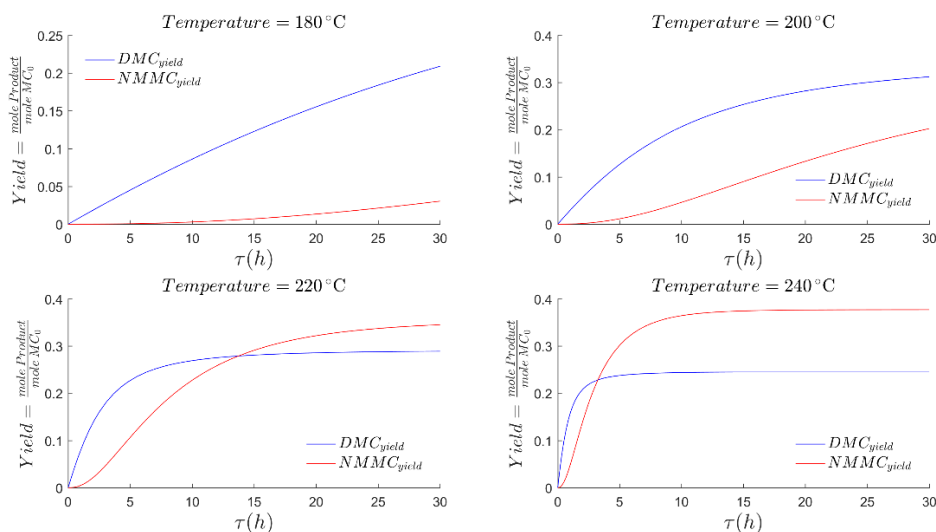 Temperature = 180 °C
Yield = mole Product / mole MC₀
0.25
0.2
0.15
0.1
0.05
0
DMC_yield
NMMC_yield
0 5 10 15 20 25 30
τ(h)
Temperature = 200 °C
Yield = mole Product / mole MC₀
0.4
0.3
0.2
0.1
0
DMC_yield
NMMC_yield
0 5 10 15 20 25 30
τ(h)
Temperature = 220 °C
Yield = mole Product / mole MC₀
0.4
0.3
0.2
0.1
0
DMC_yield
NMMC_yield
0 5 10 15 20 25 30
τ(h)
Temperature = 240 °C
Yield = mole Product / mole MC₀
0.4
0.3
0.2
0.1
0
DMC_yield
NMMC_yield
0 5 10 15 20 25 30
τ(h)